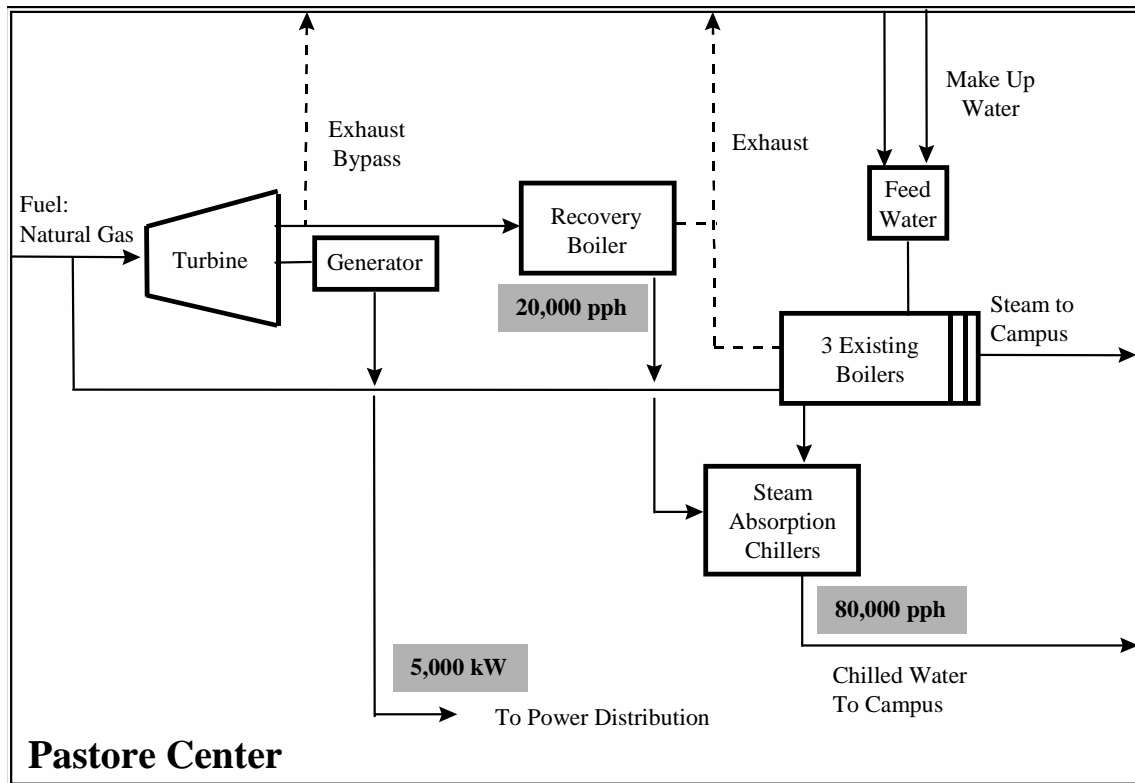 Make Up
Water
Exhaust
Bypass
Exhaust
Feed
Water
Fuel:
Natural Gas
Turbine
Generator
Recovery
Boiler
20,000 pph
3 Existing
Boilers
Steam to
Campus
Steam
Absorption
Chillers
80,000 pph
5,000 kW
Chilled Water
To Campus
To Power Distribution
Pastore Center